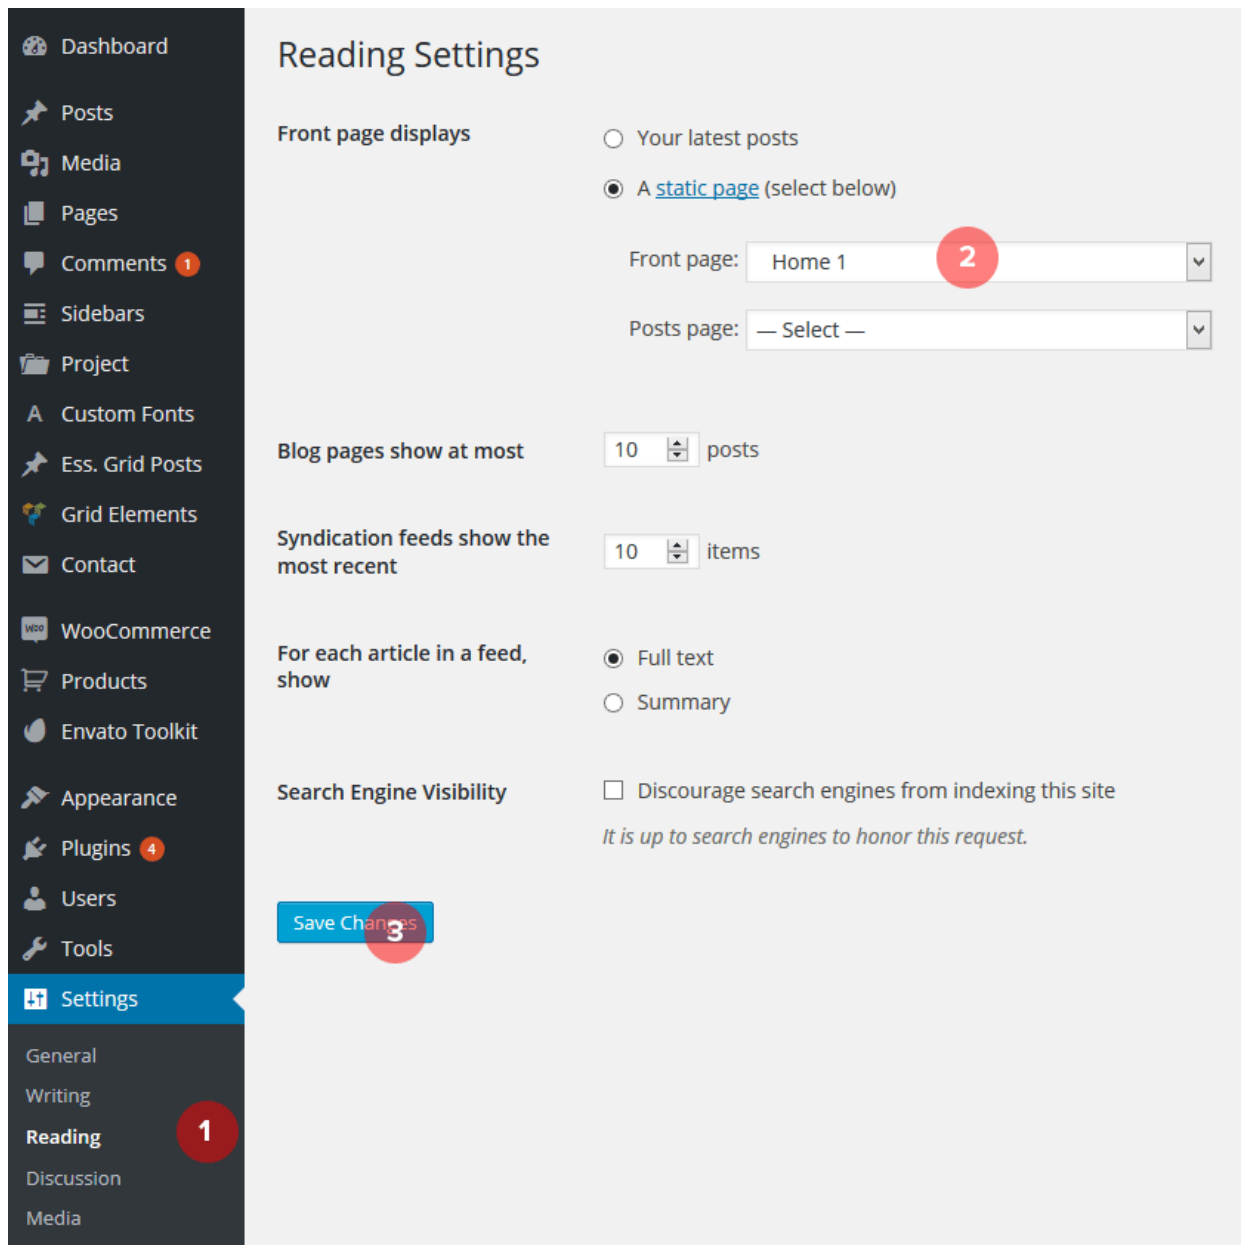 Dashboard
Posts
Media
Pages
Comments 1
Sidebars
Project
A Custom Fonts
Ess. Grid Posts
Grid Elements
Contact
Woo WooCommerce
Products
Envato Toolkit
Appearance
Plugins 4
Users
Tools
Settings
General
Writing
Reading 1
Discussion
Media
Reading Settings
Front page displays
Your latest posts
A static page (select below)
Front page: Home 1 2
Posts page: — Select —
Blog pages show at most 10 posts
Syndication feeds show the
most recent
10 items
For each article in a feed,
show
Full text
Summary
Search Engine Visibility
Discourage search engines from indexing this site
It is up to search engines to honor this request.
Save Changes 3